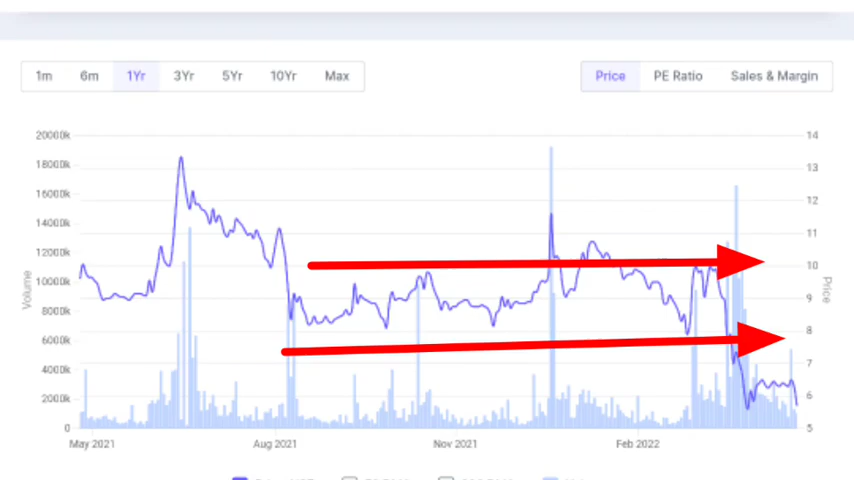 1m 6m 1Yr 3Yr 5Yr 10Yr Max Price PE Ratio Sales & Margin
20000k 14
18000k 13
16000k 12
14000k 11
12000k 10
10000k 9
8000k 8
6000k 7
4000k 6
2000k 5
0
Volume
Price
May 2021 Aug 2021 Nov 2021 Feb 2022